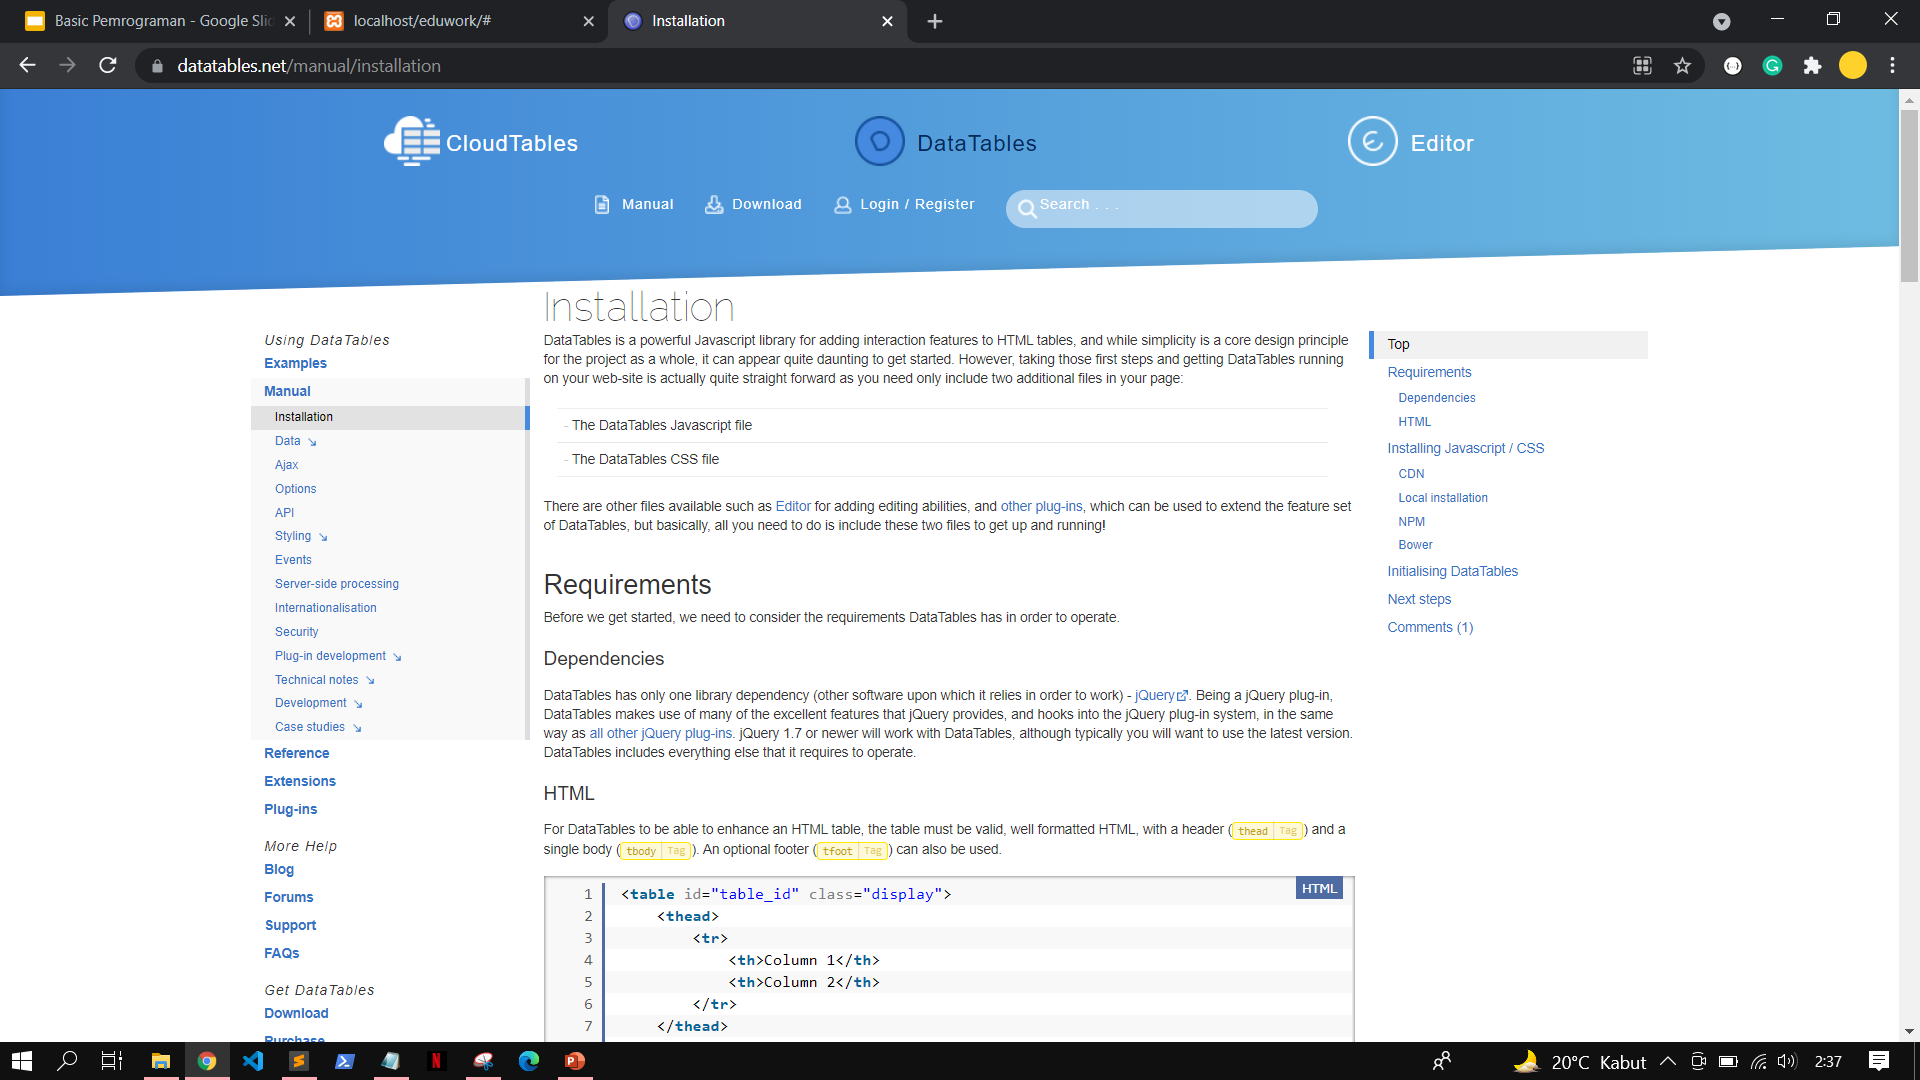 Basic Pemrograman - Google Slid
localhost/eduwork/#
Installation
datatables.net/manual/installation
CloudTables
DataTables
Editor
Manual
Download
Login / Register
Search . . .
Installation
Using DataTables
Examples
Manual
Installation
Data
Ajax
Options
API
Styling
Events
Server-side processing
Internationalisation
Security
Plug-in development
Technical notes
Development
Case studies
Reference
Extensions
Plug-ins
More Help
Blog
Forums
Support
FAQs
Get DataTables
Download
Purchase
DataTables is a powerful Javascript library for adding interaction features to HTML tables, and while simplicity is a core design principle
for the project as a whole, it can appear quite daunting to get started. However, taking those first steps and getting DataTables running
on your web-site is actually quite straight forward as you need only include two additional files in your page:
- The DataTables Javascript file
- The DataTables CSS file
There are other files available such as Editor for adding editing abilities, and other plug-ins, which can be used to extend the feature set
of DataTables, but basically, all you need to do is include these two files to get up and running!
Requirements
Before we get started, we need to consider the requirements DataTables has in order to operate.
Dependencies
DataTables has only one library dependency (other software upon which it relies in order to work) - jQuery. Being a jQuery plug-in,
DataTables makes use of many of the excellent features that jQuery provides, and hooks into the jQuery plug-in system, in the same
way as all other jQuery plug-ins. jQuery 1.7 or newer will work with DataTables, although typically you will want to use the latest version.
DataTables includes everything else that it requires to operate.
HTML
For DataTables to be able to enhance an HTML table, the table must be valid, well formatted HTML, with a header (thead Tag) and a
single body (tbody Tag). An optional footer (tfoot Tag) can also be used.
HTML
1 <table id="table_id" class="display">
2 <thead>
3 <tr>
4 <th>Column 1</th>
5 <th>Column 2</th>
6 </tr>
7 </thead>
Top
Requirements
Dependencies
HTML
Installing Javascript / CSS
CDN
Local installation
NPM
Bower
Initialising DataTables
Next steps
Comments (1)
20°C Kabut
2:37